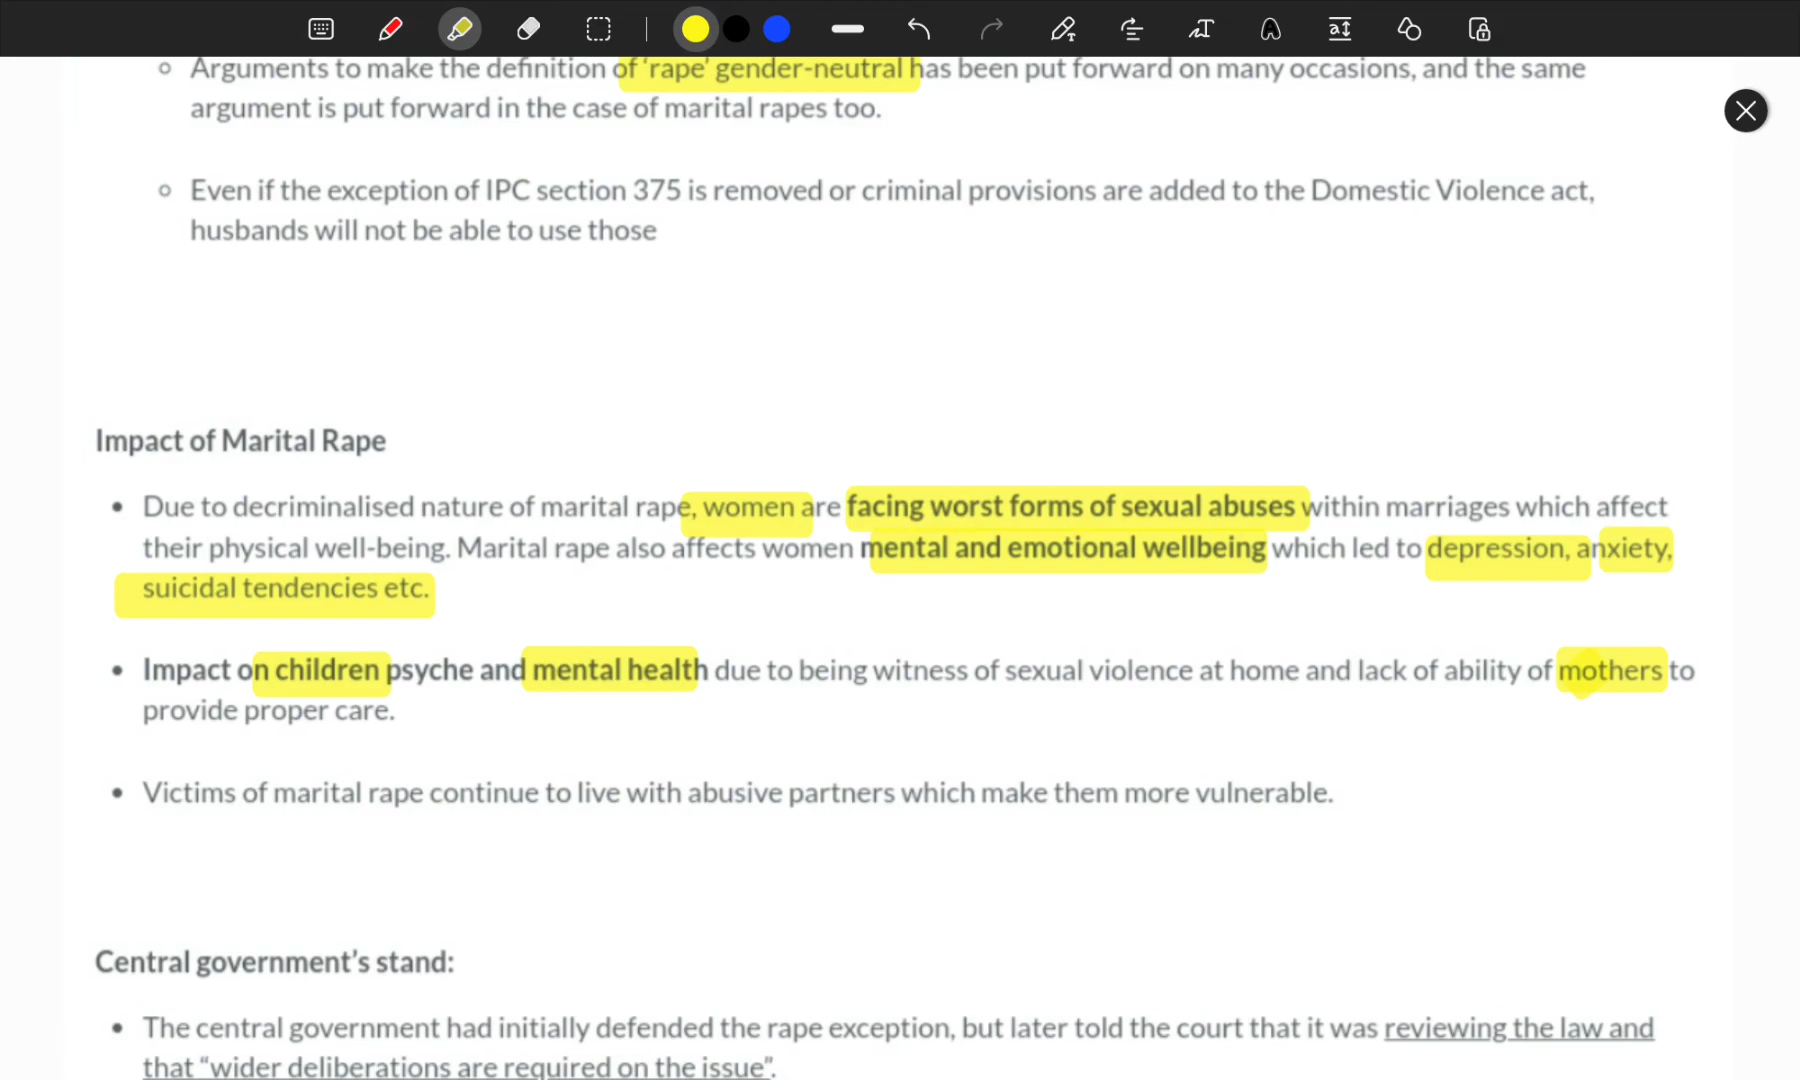 Arguments to make the definition of ‘rape’ gender-neutral has been put forward on many occasions, and the same
argument is put forward in the case of marital rapes too.
Even if the exception of IPC section 375 is removed or criminal provisions are added to the Domestic Violence act,
husbands will not be able to use those
Impact of Marital Rape
Due to decriminalised nature of marital rape, women are facing worst forms of sexual abuses within marriages which affect
their physical well-being. Marital rape also affects women mental and emotional wellbeing which led to depression, anxiety,
suicidal tendencies etc.
Impact on children psyche and mental health due to being witness of sexual violence at home and lack of ability of mothers to
provide proper care.
Victims of marital rape continue to live with abusive partners which make them more vulnerable.
Central government’s stand:
The central government had initially defended the rape exception, but later told the court that it was reviewing the law and
that “wider deliberations are required on the issue”.